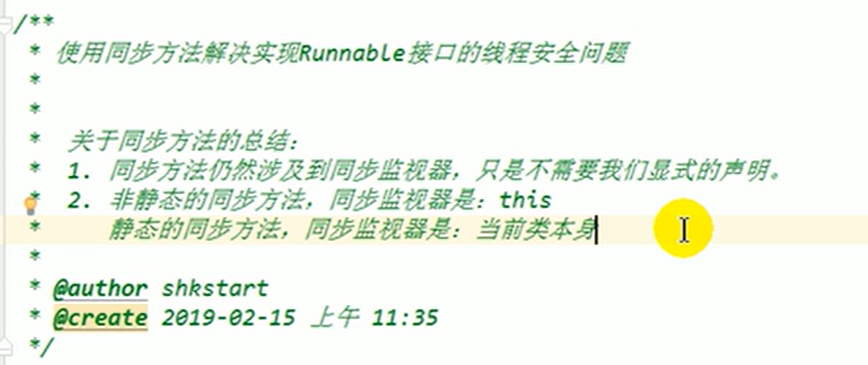 /**
* 使用同步方法解决实现Runnable接口的线程安全问题
*
*
* 关于同步方法的总结：
* 1. 同步方法仍然涉及到同步监视器，只是不需要我们显式的声明。
* 2. 非静态的同步方法，同步监视器是：this
* 静态的同步方法，同步监视器是：当前类本身
*
* @author shkstart
* @create 2019-02-15 上午 11:35
*/